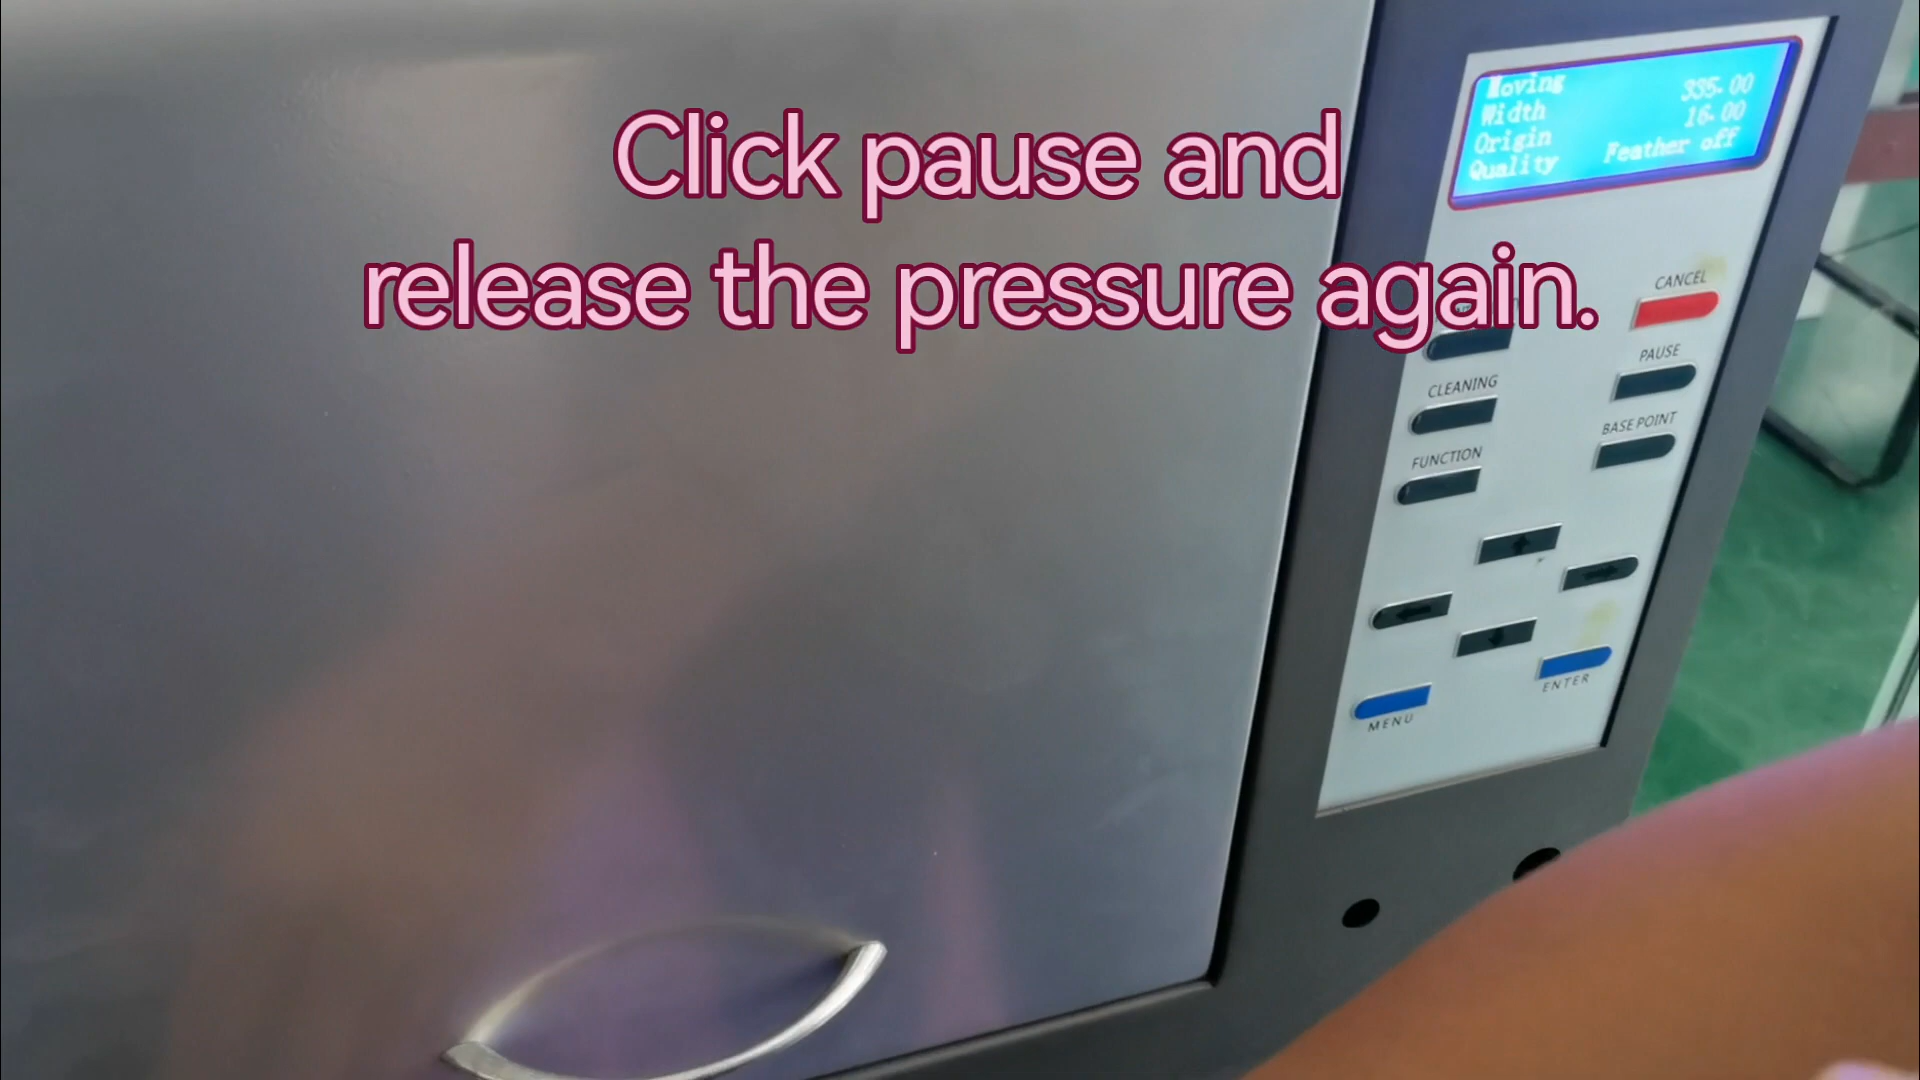 Click pause and
release the pressure again.
Moving 335.00
Width 16.00
Origin
Quality Feather off
CANCEL
PAUSE
CLEANING
BASE POINT
FUNCTION
ENTER
MENU